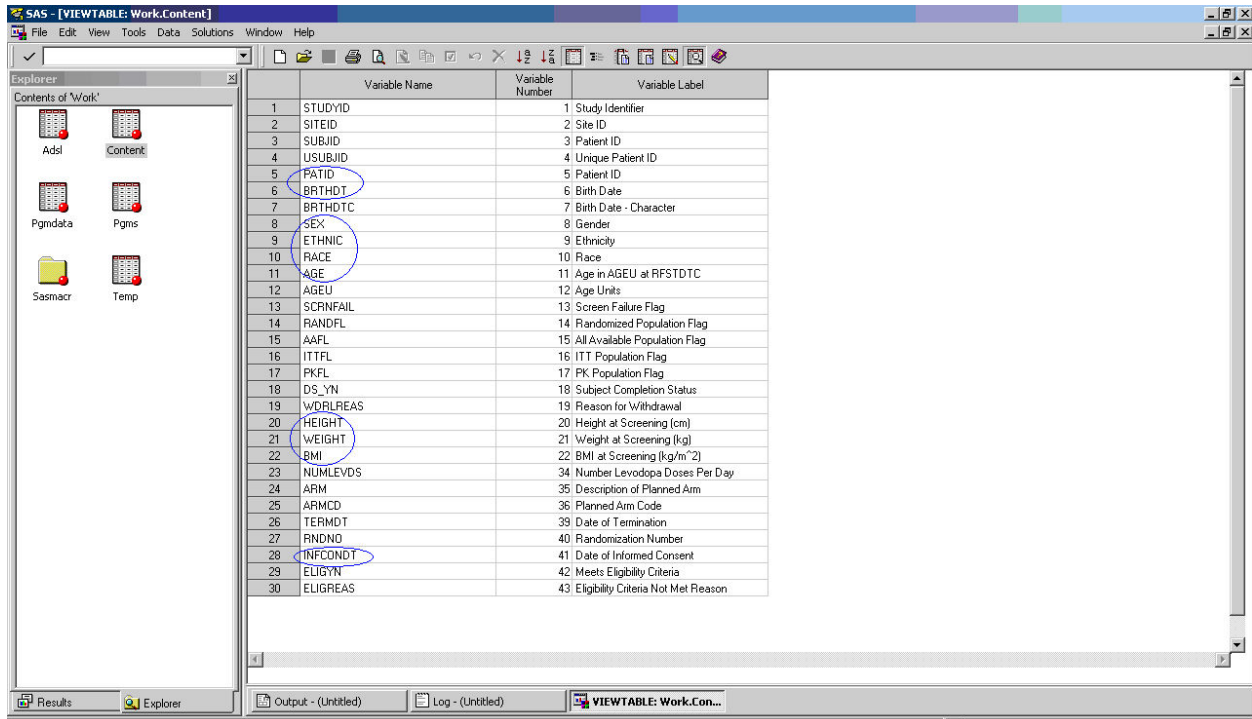 SAS - [VIEWTABLE: Work.Content]
File Edit View Tools Data Solutions Window Help
Explorer
Contents of 'Work'
Adsl Content
Pgmdata Pgms
Sasmacr Temp
Variable Name Variable Number Variable Label
1 STUDYID 1 Study Identifier
2 SITEID 2 Site ID
3 SUBJID 3 Patient ID
4 USUBJID 4 Unique Patient ID
5 PATID 5 Patient ID
6 BRTHDT 6 Birth Date
7 BRTHDTC 7 Birth Date - Character
8 SEX 8 Gender
9 ETHNIC 9 Ethnicity
10 RACE 10 Race
11 AGE 11 Age in AGEU at RFSTDTC
12 AGEU 12 Age Units
13 SCRNFAIL 13 Screen Failure Flag
14 RANDFL 14 Randomized Population Flag
15 AAFL 15 All Available Population Flag
16 ITTFL 16 ITT Population Flag
17 PKFL 17 PK Population Flag
18 DS_YN 18 Subject Completion Status
19 WDRLREAS 19 Reason for Withdrawal
20 HEIGHT 20 Height at Screening (cm)
21 WEIGHT 21 Weight at Screening (kg)
22 BMI 22 BMI at Screening (kg/m^2)
23 NUMLEVDS 34 Number Levodopa Doses Per Day
24 ARM 35 Description of Planned Arm
25 ARMCD 36 Planned Arm Code
26 TERMDT 39 Date of Termination
27 RNDNO 40 Randomization Number
28 INFCONDT 41 Date of Informed Consent
29 ELIGYN 42 Meets Eligibility Criteria
30 ELIGREAS 43 Eligibility Criteria Not Met Reason
Results Explorer Output - (Untitled) Log - (Untitled) VIEWTABLE: Work.Con...